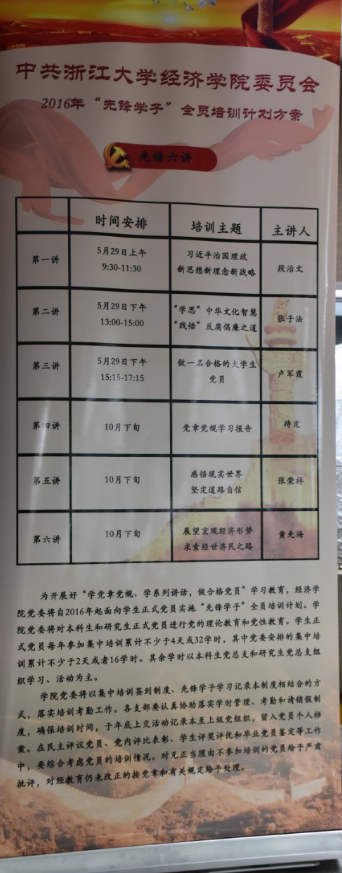 中共浙江大学经济学院委员会
2016年“先锋学子”全员培训计划方案
先锋六讲
时间安排 培训主题 主讲人
第一讲 5月29日上午 9:30-11:30 习近平治国理政 新思想新理念新战略 段治文
第二讲 5月29日下午 13:00-15:00 “学思”中华文化智慧 “践悟”反腐倡廉之道 张子法
第三讲 5月29日下午 15:15-17:15 做一名合格的大学生 党员 卢军霞
第四讲 10月下旬 党章党规学习报告 待定
第五讲 10月下旬 感悟现实世界 坚定道路自信 张荣祥
第六讲 10月下旬 展望宏观经济形势 求索经世济民之路 黄先海
为开展好“学党章党规、学系列讲话，做合格党员”学习教育，经济学
院党委将自2016年起面向学生正式党员实施“先锋学子”全员培训计划。学
院党委将对本科生和研究生正式党员进行党的理论教育和党性教育。学生正
式党员每年参加集中培训累计不少于4天或32学时，其中党委安排的集中培
训累计不少于2天或者16学时。其余学时以本科生党总支和研究生党总支组
织学习、活动为主。
学院党委将以集中培训签到制度、先锋学子学习记录本制度相结合的方
式，落实培训考勤工作。各支部要认真协助落实学时管理、考勤和请销假制
度，确保培训时间，于年底上交活动记录本至上级党组织，留入党员个人档
案。在民主评议党员、党内评比表彰、学生评奖评优和毕业党员鉴定等工作
中，要综合考虑党员的培训情况。对无正当理由不参加培训的党员给予严肃
批评，对经教育仍未改正的按党章和有关规定给予处理。